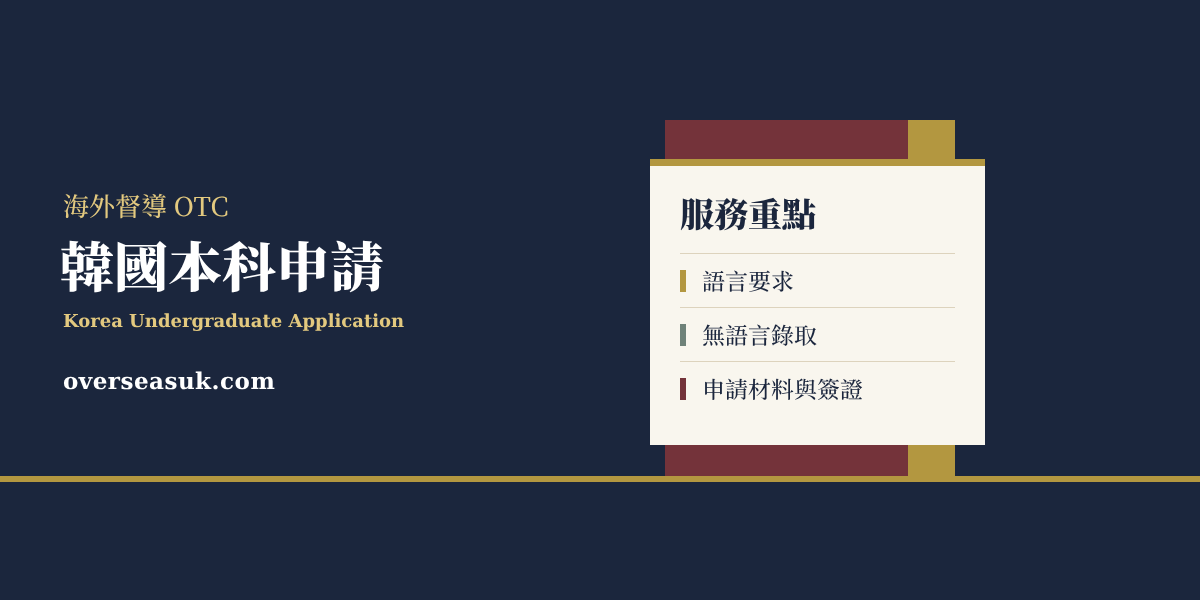 海外督導 OTC
韓國本科申請
Korea Undergraduate Application
overseasuk.com
服務重點
語言要求
無語言錄取
申請材料與簽證